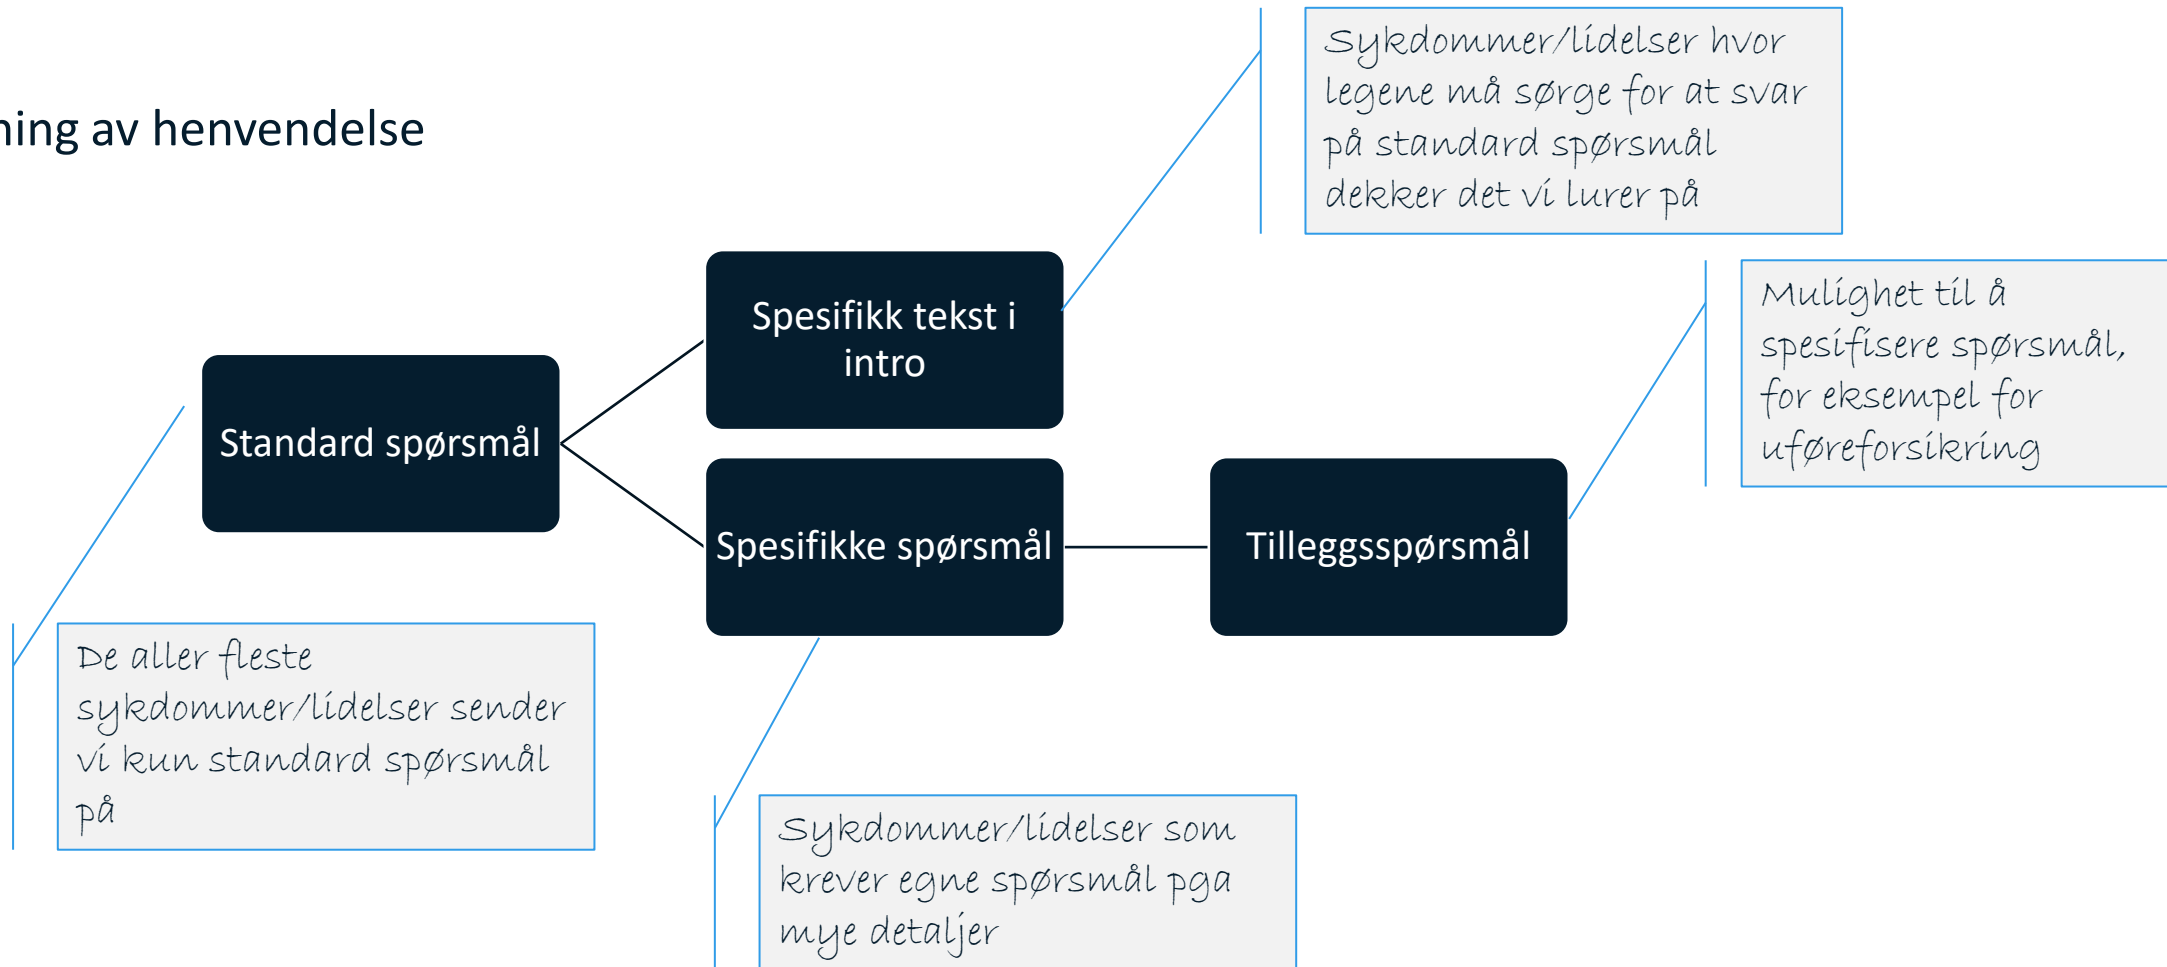 ning av henvendelse
Sykdommer/lidelser hvor
legene må sørge for at svar
på standard spørsmål
dekker det vi lurer på
Spesifikk tekst i
intro
Mulighet til å
spesifisere spørsmål,
for eksempel for
uføreforsikring
Standard spørsmål
Spesifikke spørsmål
Tilleggsspørsmål
De aller fleste
sykdommer/lidelser sender
vi kun standard spørsmål
på
Sykdommer/lidelser som
krever egne spørsmål pga
mye detaljer